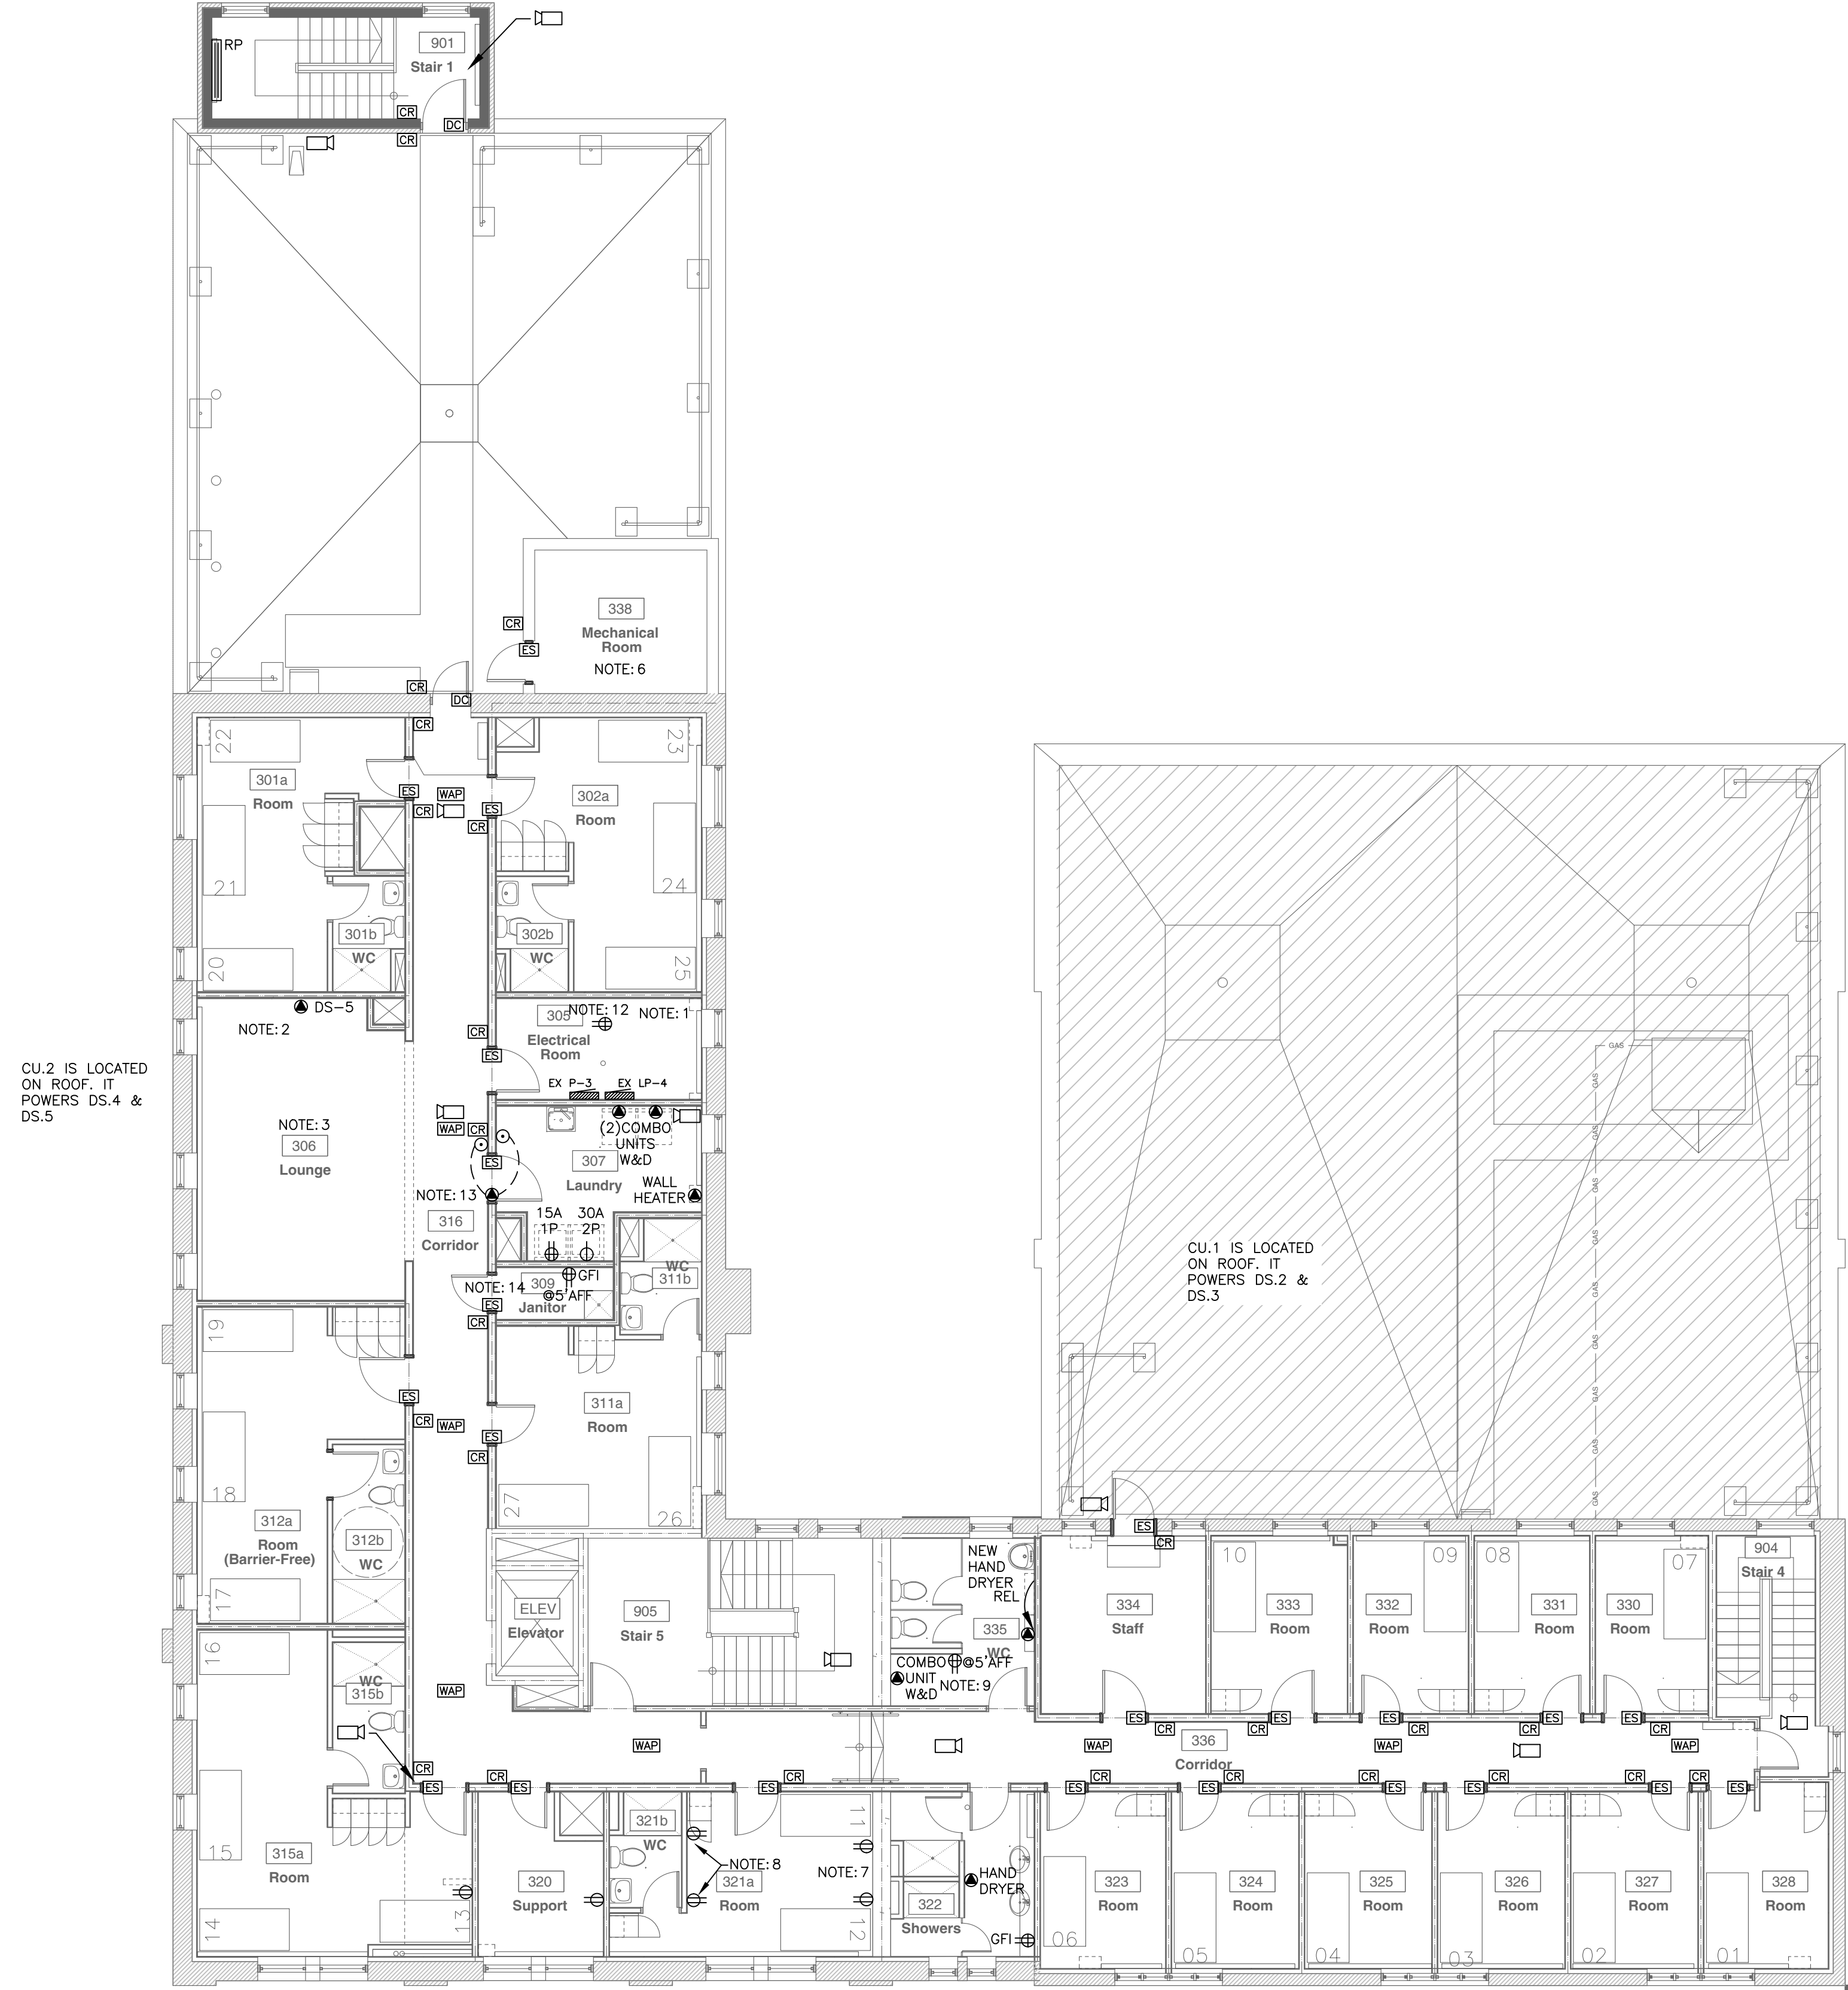 RP
901
Stair 1
CR
DC
CR
338
Mechanical
Room
NOTE: 6
CR
ES
CR
DC
CR
22
301a
Room
21
20
301b
WC
ES
WAP
CR
ES
CR
23
302a
Room
24
25
302b
WC
DS-5
NOTE: 2
CU.2 IS LOCATED
ON ROOF. IT
POWERS DS.4 &
DS.5
NOTE: 3
306
Lounge
CR
ES
305
NOTE: 12
NOTE: 1
Electrical
Room
EX P-3
EX LP-4
WAP
CR
ES
(2)COMBO
UNITS
W&D
307
Laundry
WALL
HEATER
NOTE: 13
316
Corridor
15A
1P
30A
2P
WC
311b
NOTE: 14
309
GFI
@5'AFF
Janitor
ES
CR
19
18
17
312a
Room
(Barrier-Free)
312b
WC
ES
CR
WAP
ES
CR
311a
Room
27
26
CU.1 IS LOCATED
ON ROOF. IT
POWERS DS.2 &
DS.3
GAS
GAS
GAS
GAS
GAS
GAS
GAS
GAS
GAS
16
WC
315b
15
315a
Room
14
13
CR
ES
WAP
ELEV
Elevator
905
Stair 5
NEW
HAND
DRYER
REL
335
WC
COMBO
@5'AFF
UNIT
W&D
NOTE: 9
ES
CR
334
Staff
10
333
Room
09
332
Room
08
331
Room
07
330
Room
904
Stair 4
ES
CR
CR
ES
ES
CR
CR
ES
ES
CR
WAP
WAP
336
Corridor
WAP
WAP
CR
ES
CR
ES
CR
ES
CR
ES
CR
ES
CR
ES
CR
ES
CR
ES
CR
ES
320
Support
321b
WC
NOTE: 8
321a
Room
NOTE: 7
11
12
HAND
DRYER
322
Showers
GFI
323
Room
06
324
Room
05
325
Room
04
326
Room
03
327
Room
02
328
Room
01